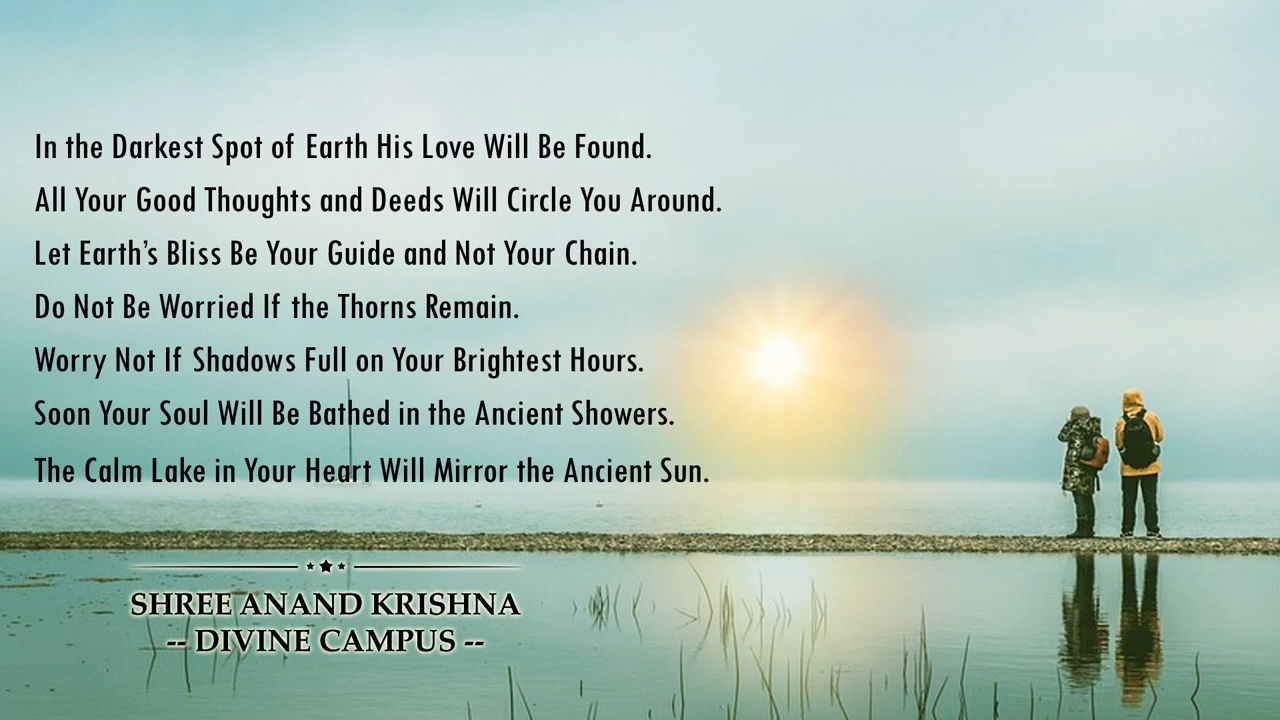 In the Darkest Spot of Earth His Love Will Be Found.
All Your Good Thoughts and Deeds Will Circle You Around.
Let Earth’s Bliss Be Your Guide and Not Your Chain.
Do Not Be Worried If the Thorns Remain.
Worry Not If Shadows Full on Your Brightest Hours.
Soon Your Soul Will Be Bathed in the Ancient Showers.
The Calm Lake in Your Heart Will Mirror the Ancient Sun.
SHREE ANAND KRISHNA
-- DIVINE CAMPUS --